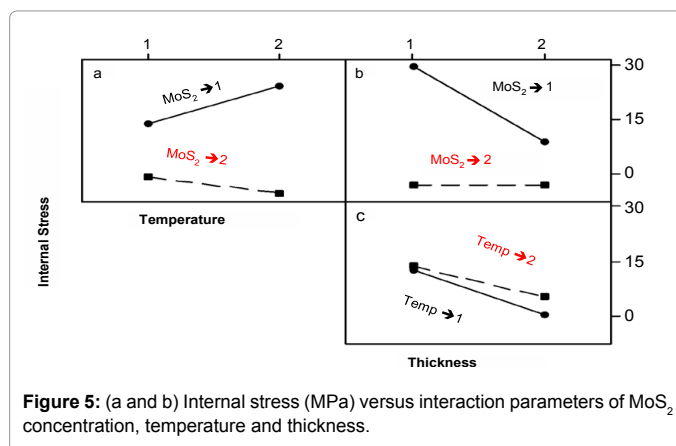 1 2 1 2
a b 30
MoS₂ ➔ 1 MoS₂ ➔ 1
15
MoS₂ ➔ 2 MoS₂ ➔ 2
0
Temperature c 30
Internal Stress
Temp ➔ 2
15
Temp ➔ 1 0
Thickness
Figure 5: (a and b) Internal stress (MPa) versus interaction parameters of MoS₂
concentration, temperature and thickness.